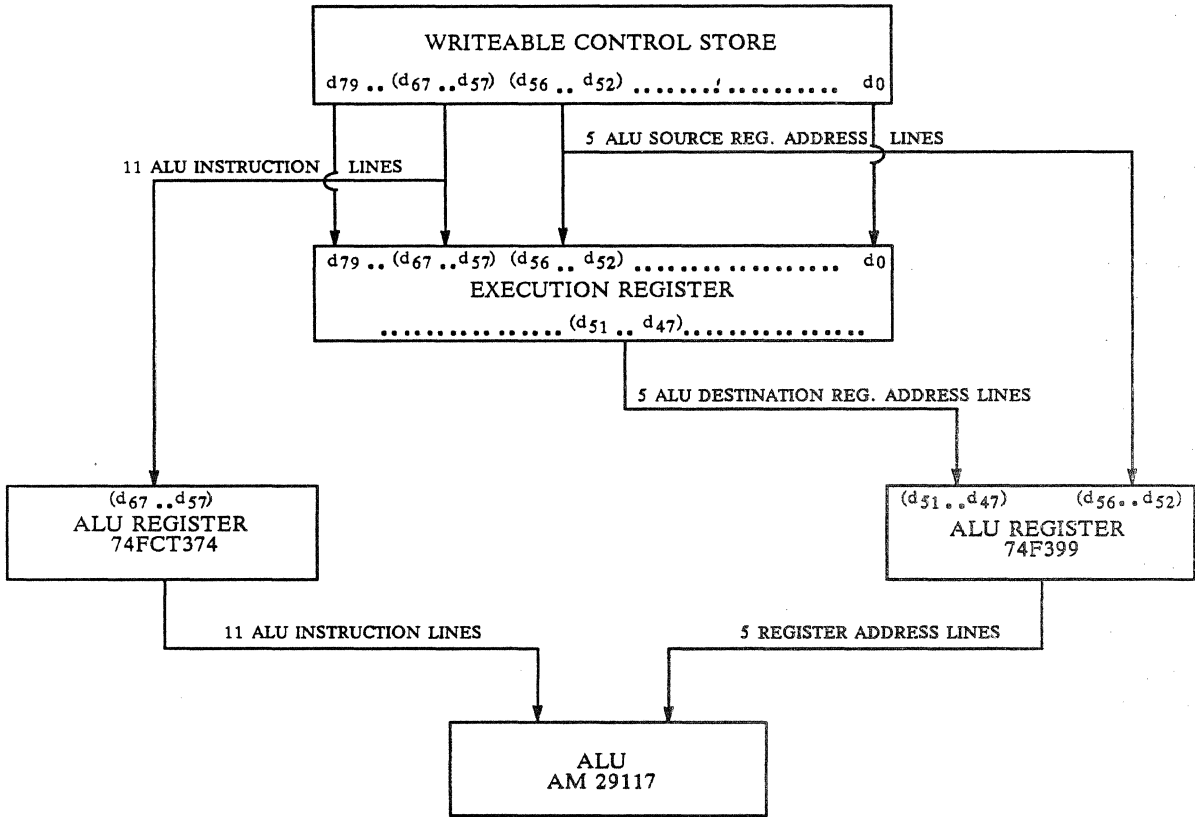 WRITEABLE CONTROL STORE
d79 .. (d67 ..d57) (d56 .. d52) ................... d0
5 ALU SOURCE REG. ADDRESS LINES
11 ALU INSTRUCTION LINES
d79 .. (d67 ..d57) (d56 .. d52) ................... d0
EXECUTION REGISTER
................(d51 .. d47)................
5 ALU DESTINATION REG. ADDRESS LINES
(d67 ..d57)
ALU REGISTER
74FCT374
(d51 ..d47) (d56..d52)
ALU REGISTER
74F399
11 ALU INSTRUCTION LINES
5 REGISTER ADDRESS LINES
ALU
AM 29117